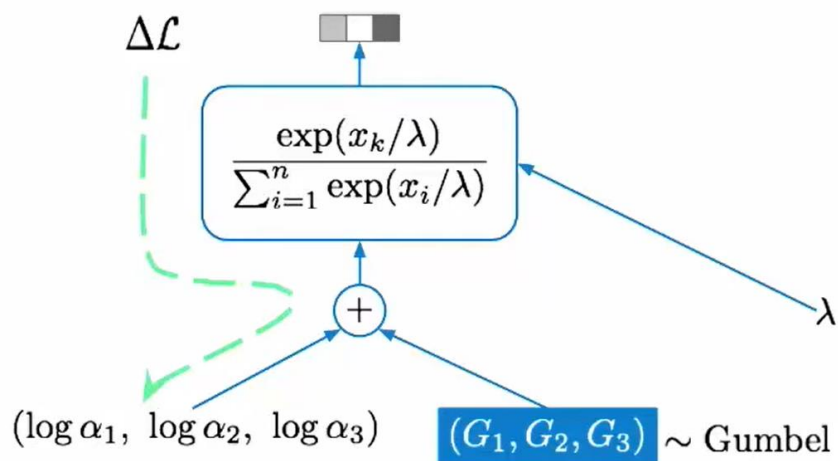 Δℒ
exp(x_k/λ)
∑_{i=1}^{n} exp(x_i/λ)
+
λ
(log α_1, log α_2, log α_3)
(G_1, G_2, G_3) ∼ Gumbel